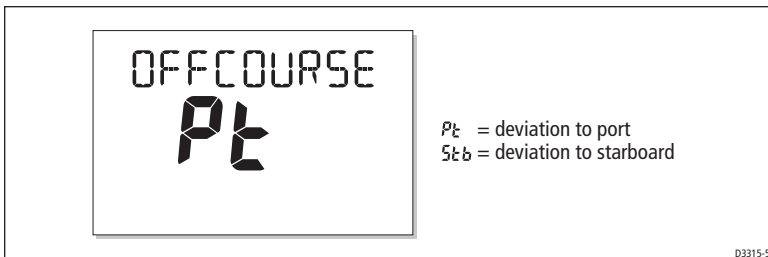 OFFCOURSE
Pt
Pt = deviation to port
Stb = deviation to starboard
D3315-5